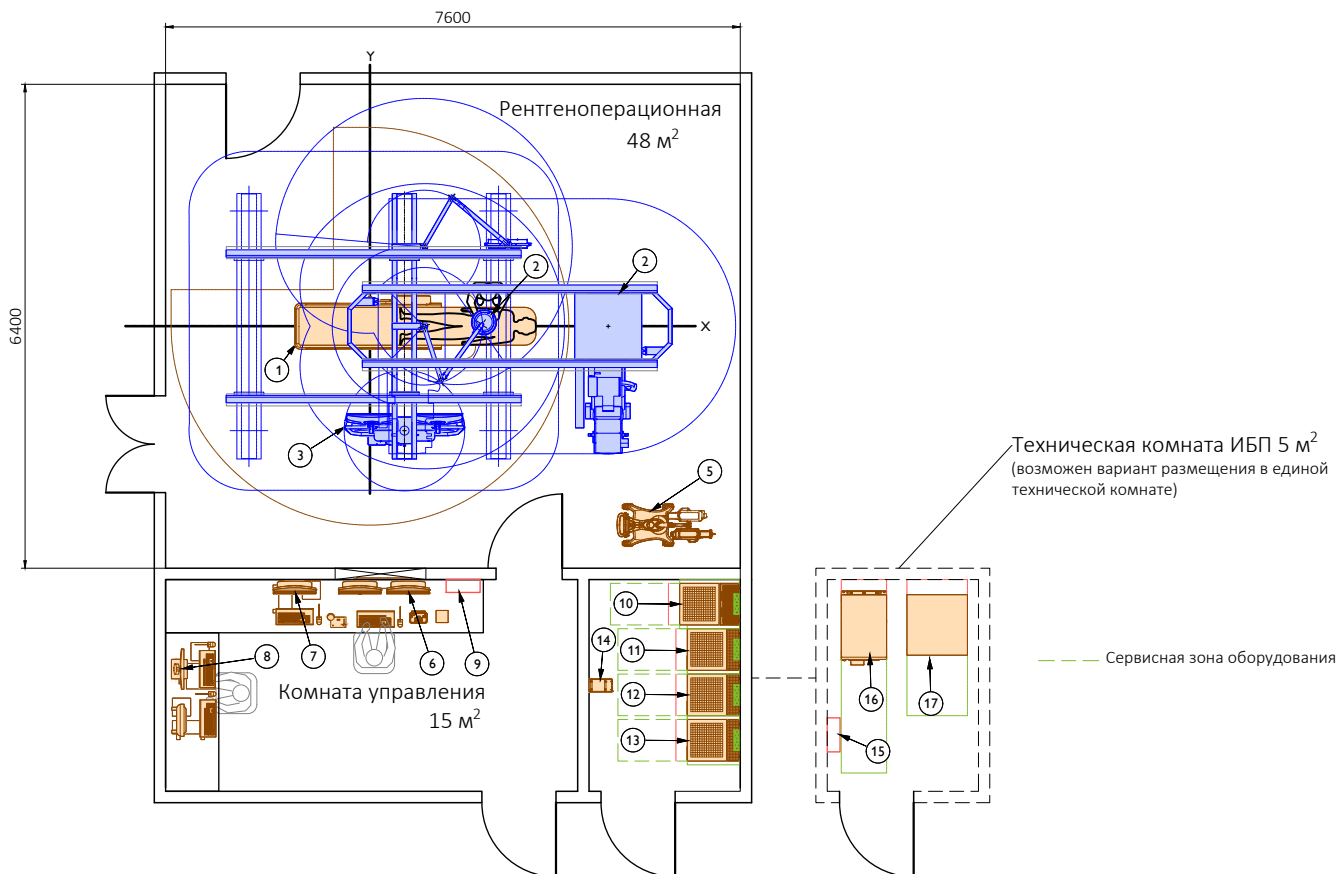 7600
Y
Рентгенооперационная
48 м²
6400
2
2
X
1
3
5
Техническая комната ИБП 5 м²
(возможен вариант размещения в единой
технической комнате)
10
11
14
12
13
7
6
9
8
Комната управления
15 м²
16
17
15
Сервисная зона оборудования